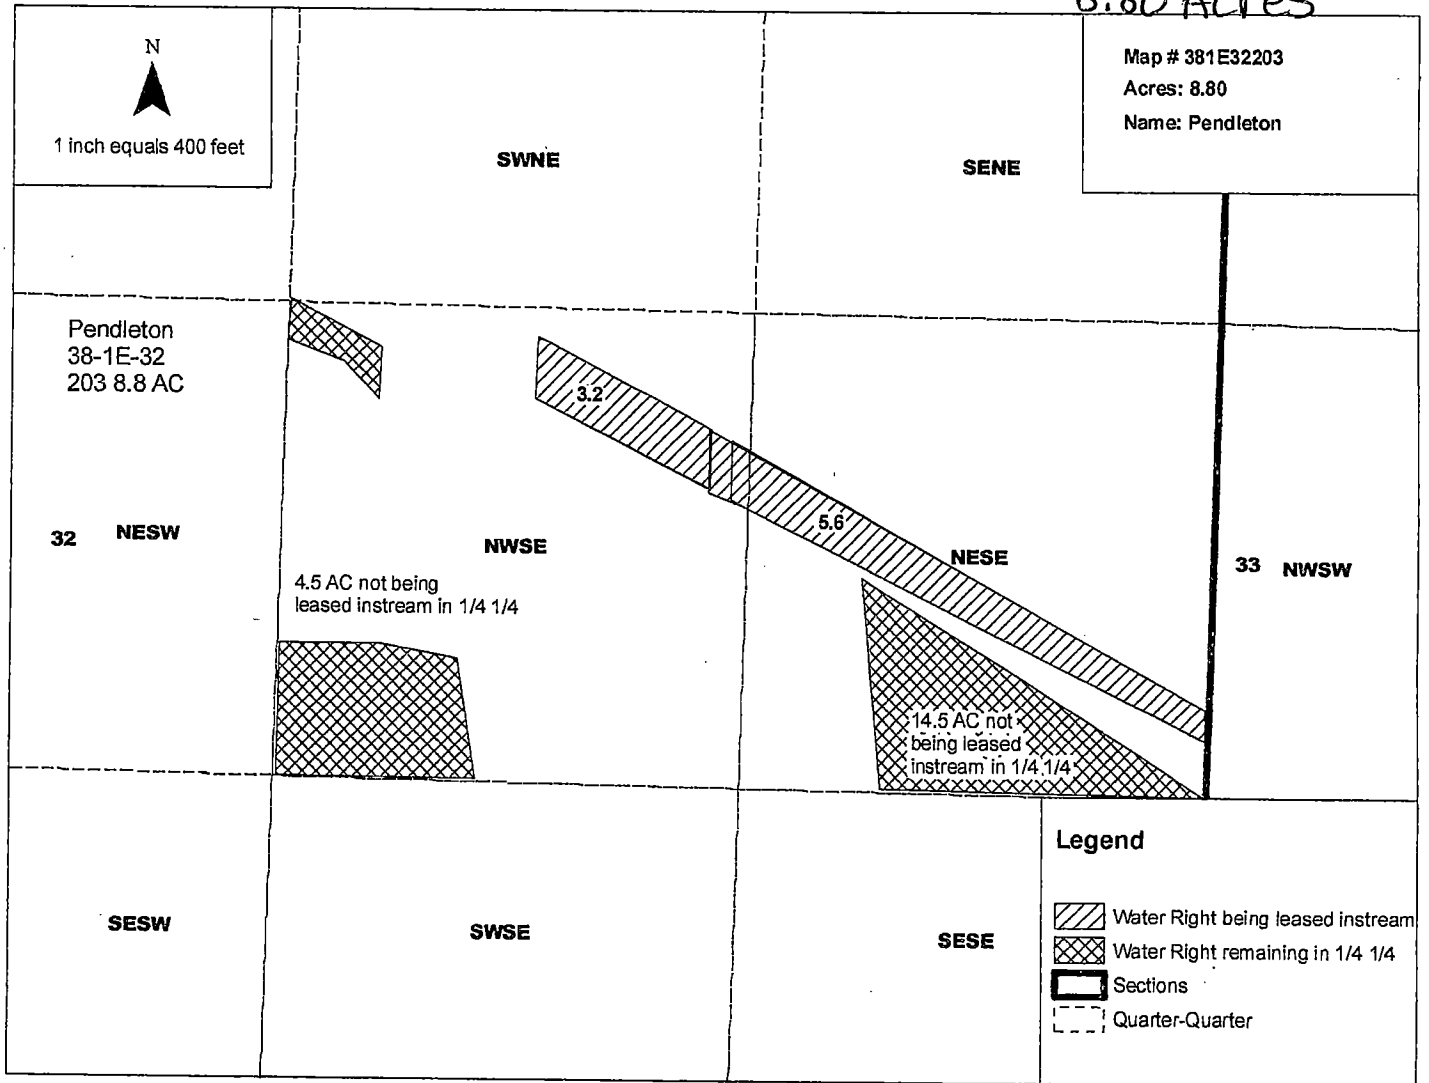 Acres
N
1 inch equals 400 feet
Map # 381E32203
Acres: 8.80
Name: Pendleton
SWNE
SENE
Pendleton
38-1E-32
203 8.8 AC
3.2
5.6
32
NESW
NWSE
NESE
33
NWSW
4.5 AC not being
leased instream in 1/4 1/4
14.5 AC not
being leased
instream in 1/4 1/4
SESW
SWSE
SESE
Legend
Water Right being leased instream
Water Right remaining in 1/4 1/4
Sections
Quarter-Quarter